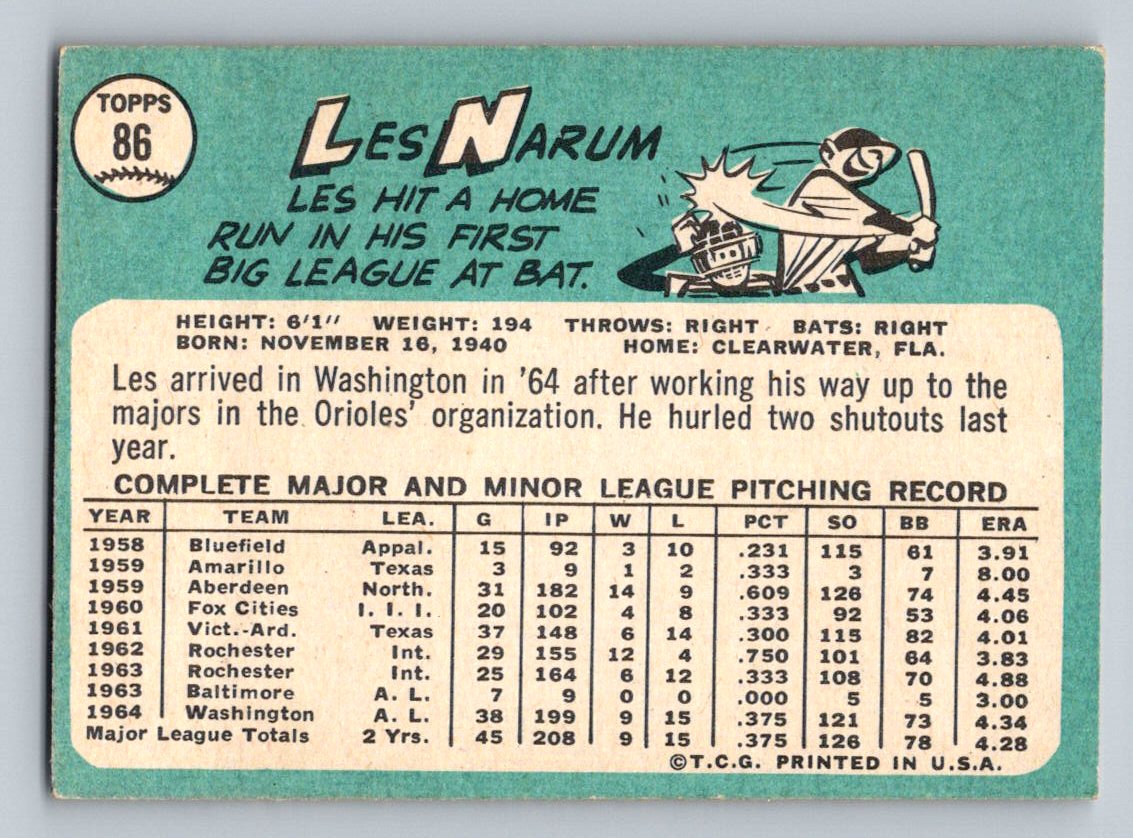 TOPPS
86
LES NARUM
LES HIT A HOME
RUN IN HIS FIRST
BIG LEAGUE AT BAT.
HEIGHT: 6'1" WEIGHT: 194 THROWS: RIGHT BATS: RIGHT
BORN: NOVEMBER 16, 1940 HOME: CLEARWATER, FLA.
Les arrived in Washington in '64 after working his way up to the
majors in the Orioles' organization. He hurled two shutouts last
year.
COMPLETE MAJOR AND MINOR LEAGUE PITCHING RECORD
YEAR TEAM LEA. G IP W L PCT SO BB ERA
1958 Bluefield Appal. 15 92 3 10 .231 115 61 3.91
1959 Amarillo Texas 3 9 1 2 .333 3 7 8.00
1959 Aberdeen North. 31 182 14 9 .609 126 74 4.45
1960 Fox Cities I. I. I. 20 102 4 8 .333 92 53 4.06
1961 Vict.-Ard. Texas 37 148 6 14 .300 115 82 4.01
1962 Rochester Int. 29 155 12 4 .750 101 64 3.83
1963 Rochester Int. 25 164 6 12 .333 108 70 4.88
1963 Baltimore A. L. 7 9 0 0 .000 5 5 3.00
1964 Washington A. L. 38 199 9 15 .375 121 73 4.34
Major League Totals 2 Yrs. 45 208 9 15 .375 126 78 4.28
©T.C.G. PRINTED IN U.S.A.